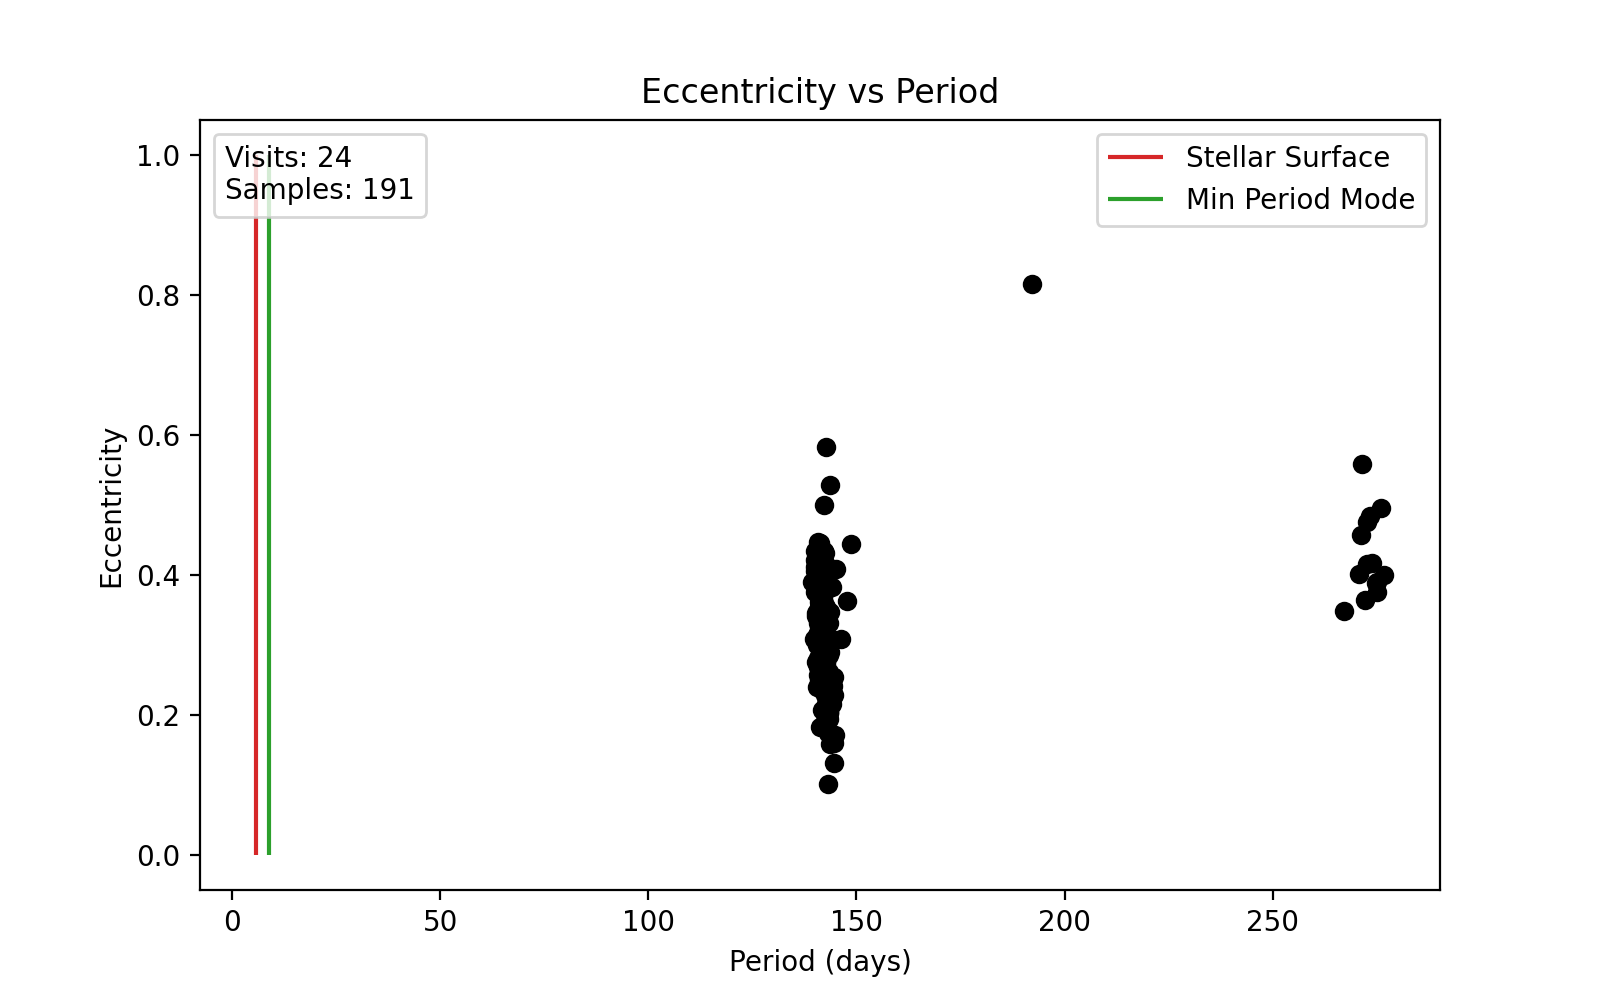 Eccentricity vs Period
Visits: 24
Samples: 191
Stellar Surface
Min Period Mode
1.0
0.8
0.6
0.4
0.2
0.0
Eccentricity
0 50 100 150 200 250
Period (days)